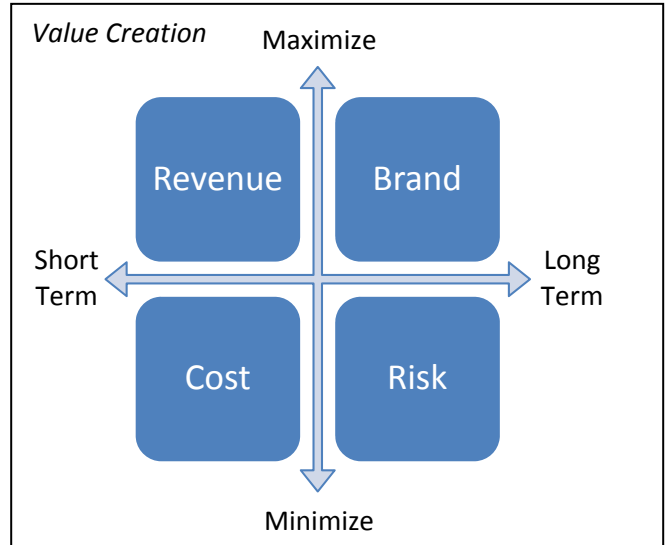 Value Creation
Maximize
Revenue
Brand
Short
Term
Long
Term
Cost
Risk
Minimize